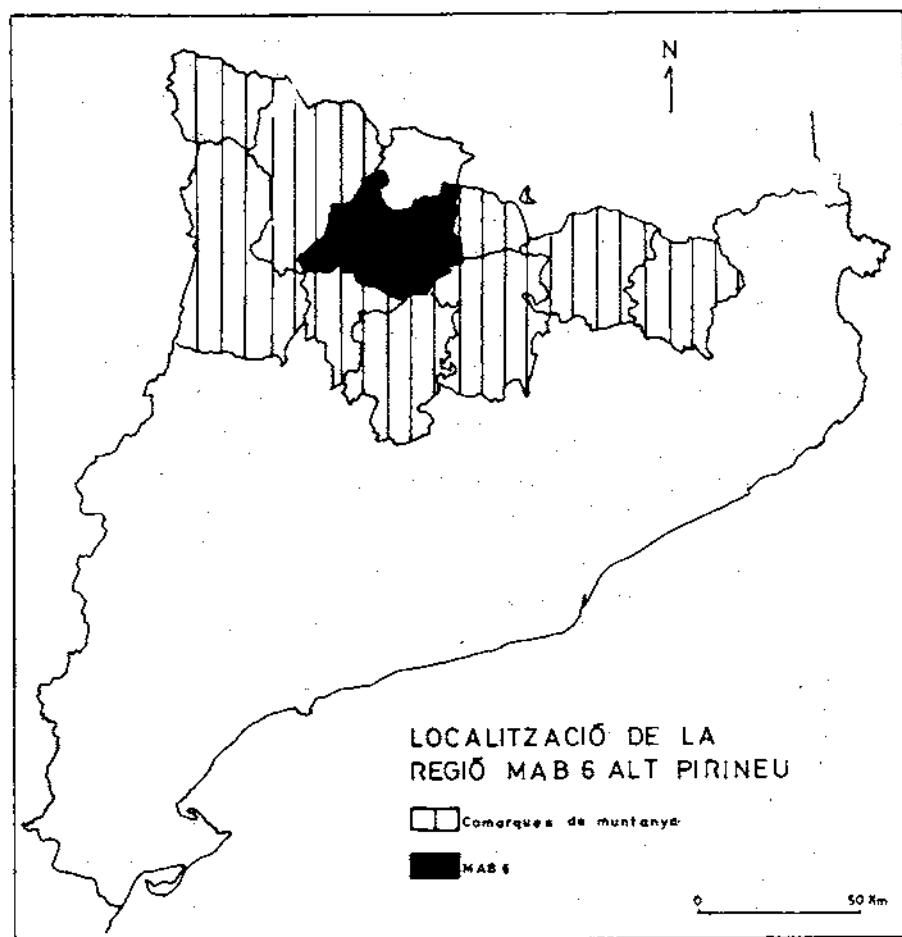 N
LOCALITZACIÓ DE LA
REGIÓ MAB 6 ALT PIRINEU
Comarques de muntanya
MAB 6
0 50 Km